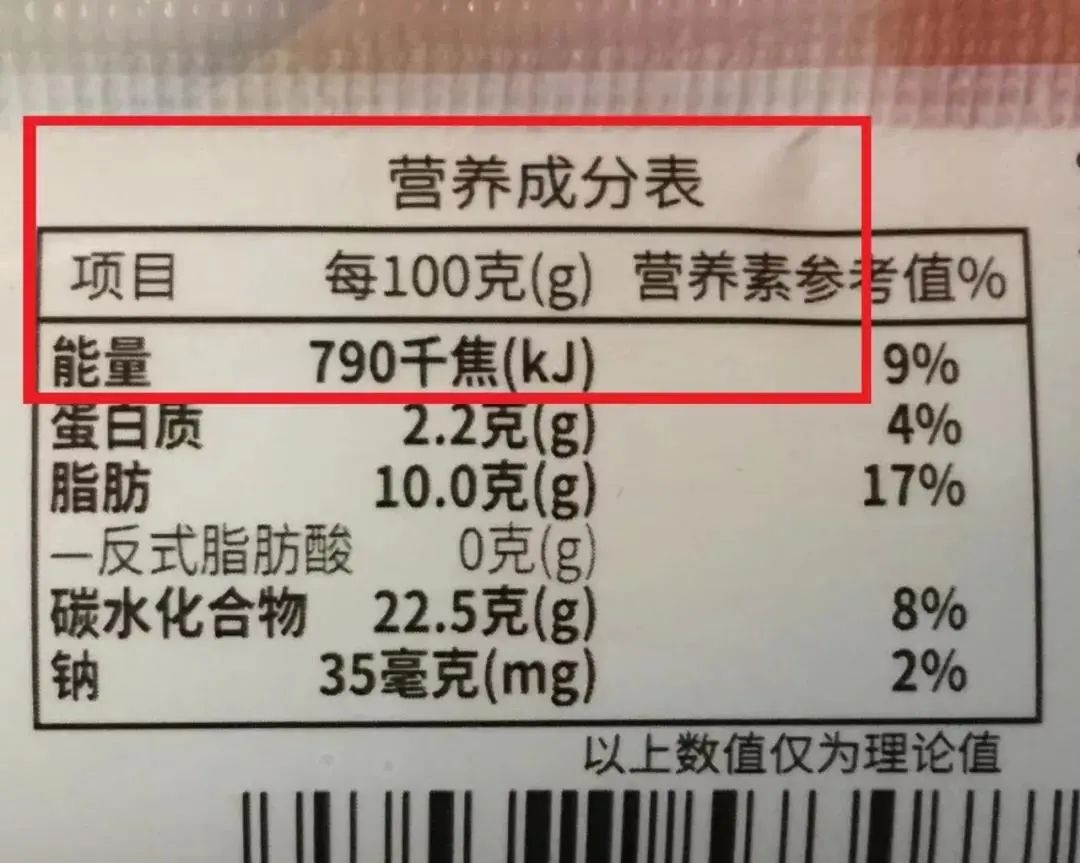 营养成分表
项目 每100克(g) 营养素参考值%
能量 790千焦(kJ) 9%
蛋白质 2.2克(g) 4%
脂肪 10.0克(g) 17%
—反式脂肪酸 0克(g)
碳水化合物 22.5克(g) 8%
钠 35毫克(mg) 2%
以上数值仅为理论值